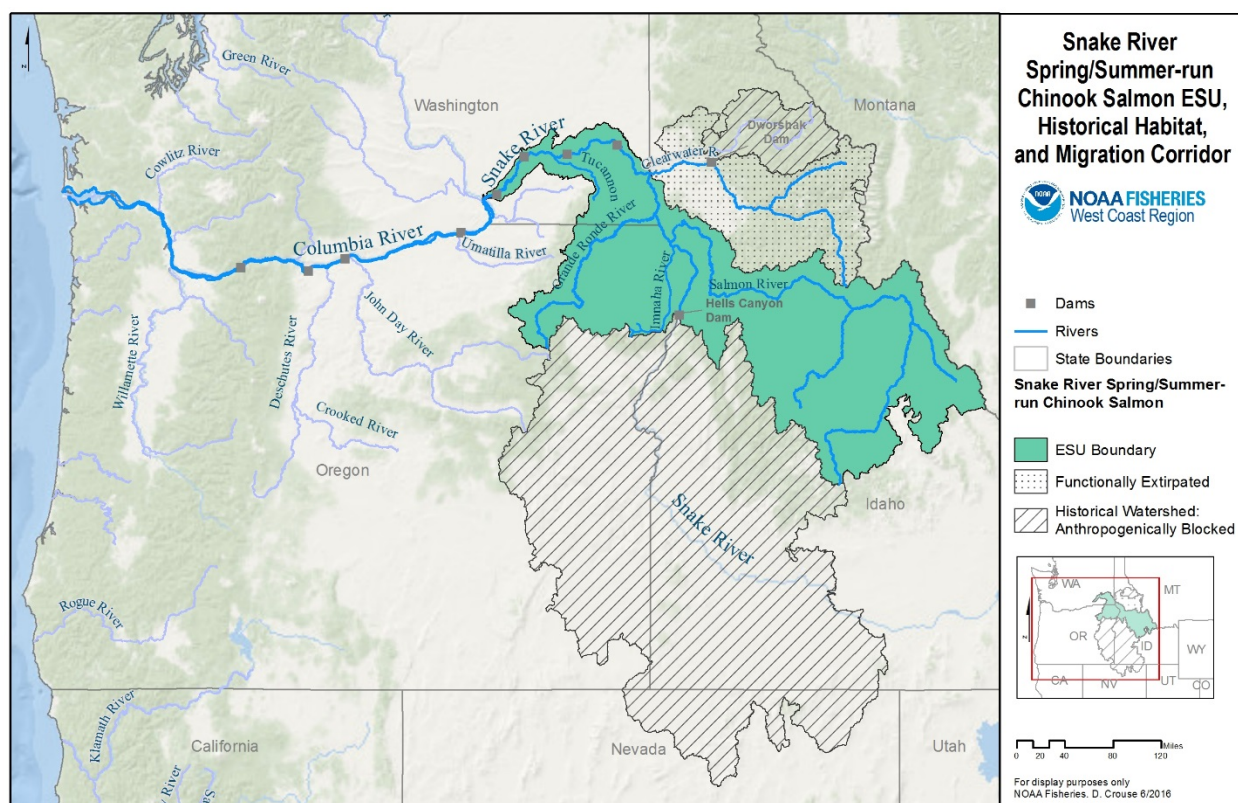 Green River
Washington
Montana
Cowlitz River
Snake River
Tucannon
Clearwater R.
Dworshak
Dam
Columbia River
Umatilla River
Grande Ronde River
Imnaha River
Salmon River
Hells Canyon
Dam
Willamette River
Deschutes River
John Day River
Crooked River
Oregon
Idaho
Snake River
Rogue River
Klamath River
California
Nevada
Utah
Snake River
Spring/Summer-run
Chinook Salmon ESU,
Historical Habitat,
and Migration Corridor
NOAA
NOAA FISHERIES
West Coast Region
Dams
Rivers
State Boundaries
Snake River Spring/Summer-
run Chinook Salmon
ESU Boundary
Functionally Extirpated
Historical Watershed:
Anthropogenically Blocked
WA
MT
OR
ID
WY
CA
NV
UT
CO
0 20 40 80 120 Miles
For display purposes only
NOAA Fisheries. D. Crouse 6/2016